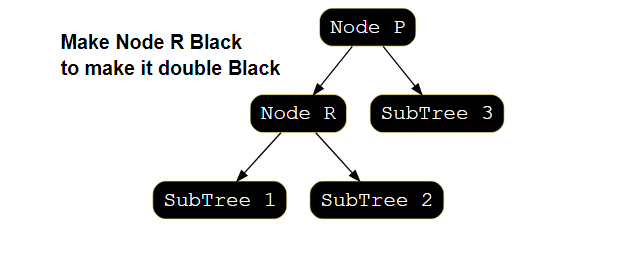 Make Node R Black
to make it double Black
Node P
Node R
SubTree 3
SubTree 1
SubTree 2